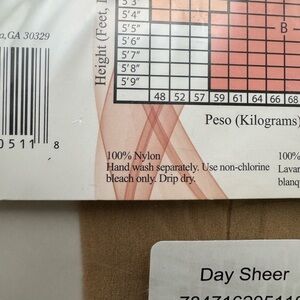 GA 30329
0511 8
Height (Feet,
5'3"
5'4"
5'5"
5'6"
5'7"
5'8"
5'9"
B
48 52 57 59 61 64 66 68
Peso (Kilograms)
100% Nylon
Hand wash separately. Use non-chlorine
bleach only. Drip dry.
100%
Lavar
blanq
Day Sheer